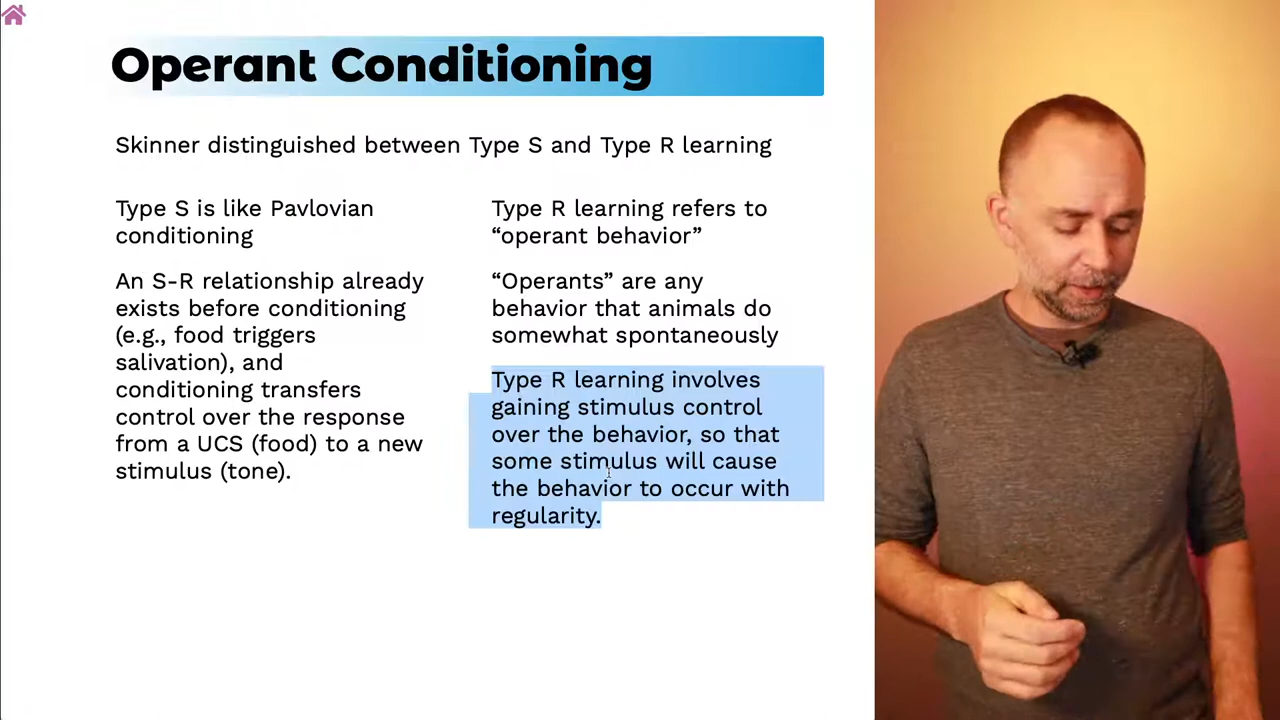 Operant Conditioning
Skinner distinguished between Type S and Type R learning
Type S is like Pavlovian
conditioning
An S-R relationship already
exists before conditioning
(e.g., food triggers
salivation), and
conditioning transfers
control over the response
from a UCS (food) to a new
stimulus (tone).
Type R learning refers to
“operant behavior”
“Operants” are any
behavior that animals do
somewhat spontaneously
Type R learning involves
gaining stimulus control
over the behavior, so that
some stimulus will cause
the behavior to occur with
regularity.